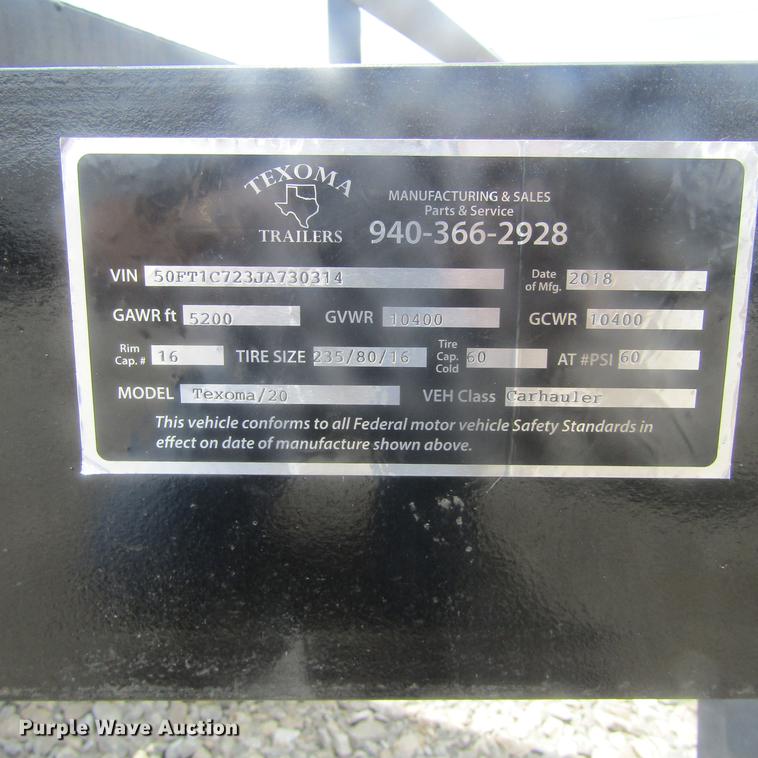 TEXOMA
TRAILERS
MANUFACTURING & SALES
Parts & Service
940-366-2928
VIN 50FT1C723JA730314
Date of Mfg. 2018
GAWR ft 5200 GVWR 10400 GCWR 10400
Rim Cap. # 16 TIRE SIZE 235/80/16 Tire Cap. Cold 60 AT #PSI 60
MODEL Texoma/20 VEH Class Carhauler
This vehicle conforms to all Federal motor vehicle Safety Standards in
effect on date of manufacture shown above.
Purple Wave Auction